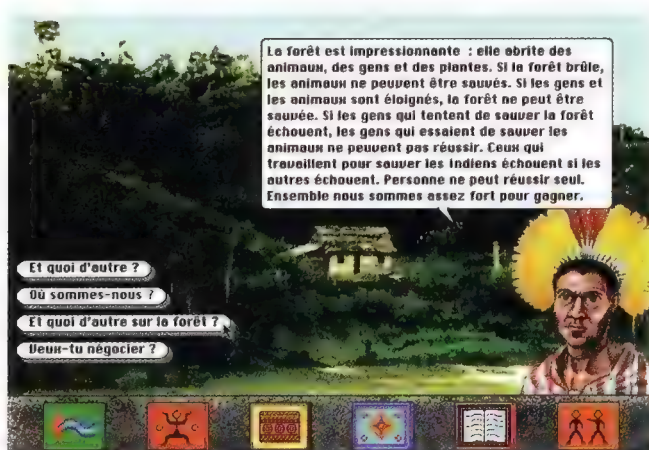 La forêt est impressionnante : elle abrite des
animaux, des gens et des plantes. Si la forêt brûle,
les animaux ne peuvent être sauvés. Si les gens et
les animaux sont éloignés, la forêt ne peut être
sauvée. Si les gens qui tentent de sauver la forêt
échouent, les gens qui essaient de sauver les
animaux ne peuvent pas réussir. Ceux qui
travaillent pour sauver les Indiens échouent si les
autres échouent. Personne ne peut réussir seul.
Ensemble nous sommes assez fort pour gagner.
Et quoi d'autre ?
Où sommes-nous ?
Et quoi d'autre sur la forêt ?
Veux-tu négocier ?